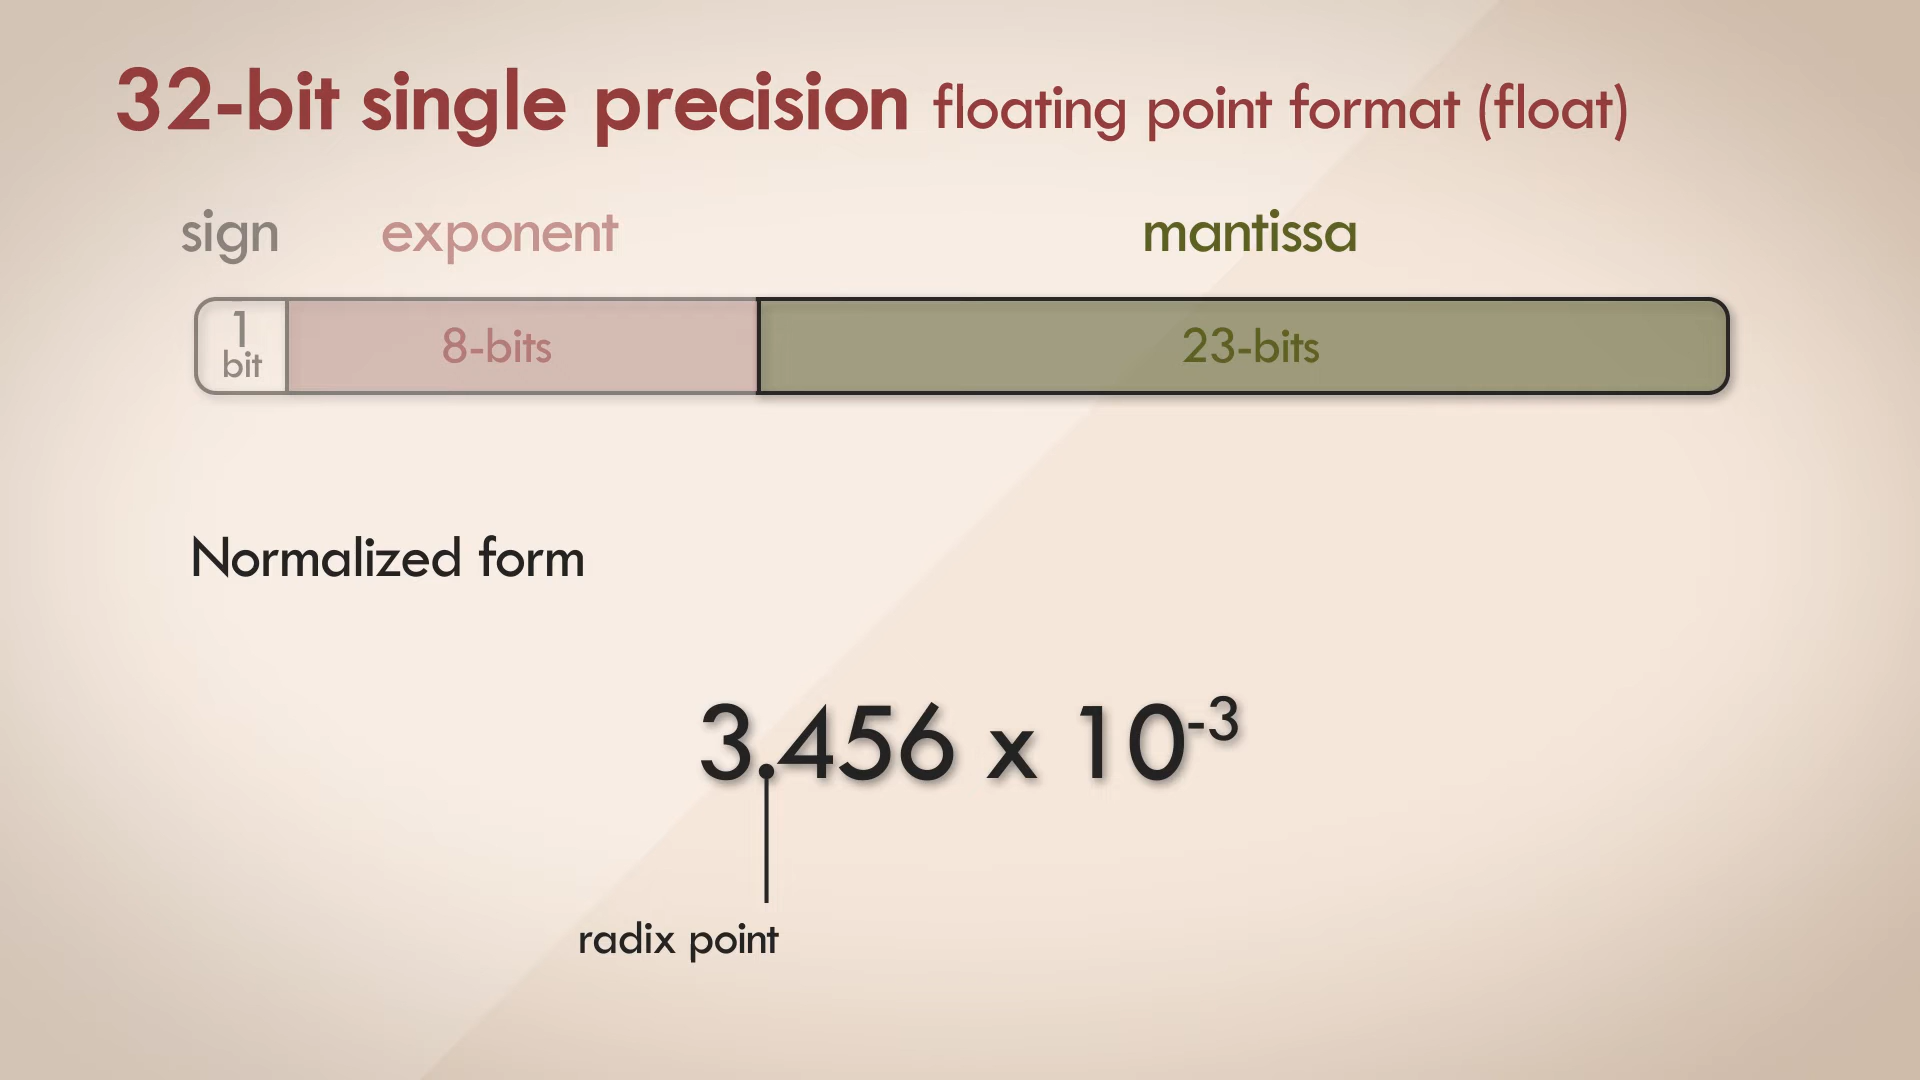 32-bit single precision floating point format (float)
sign exponent mantissa
1 bit 8-bits 23-bits
Normalized form
3.456 x 10⁻³
radix point